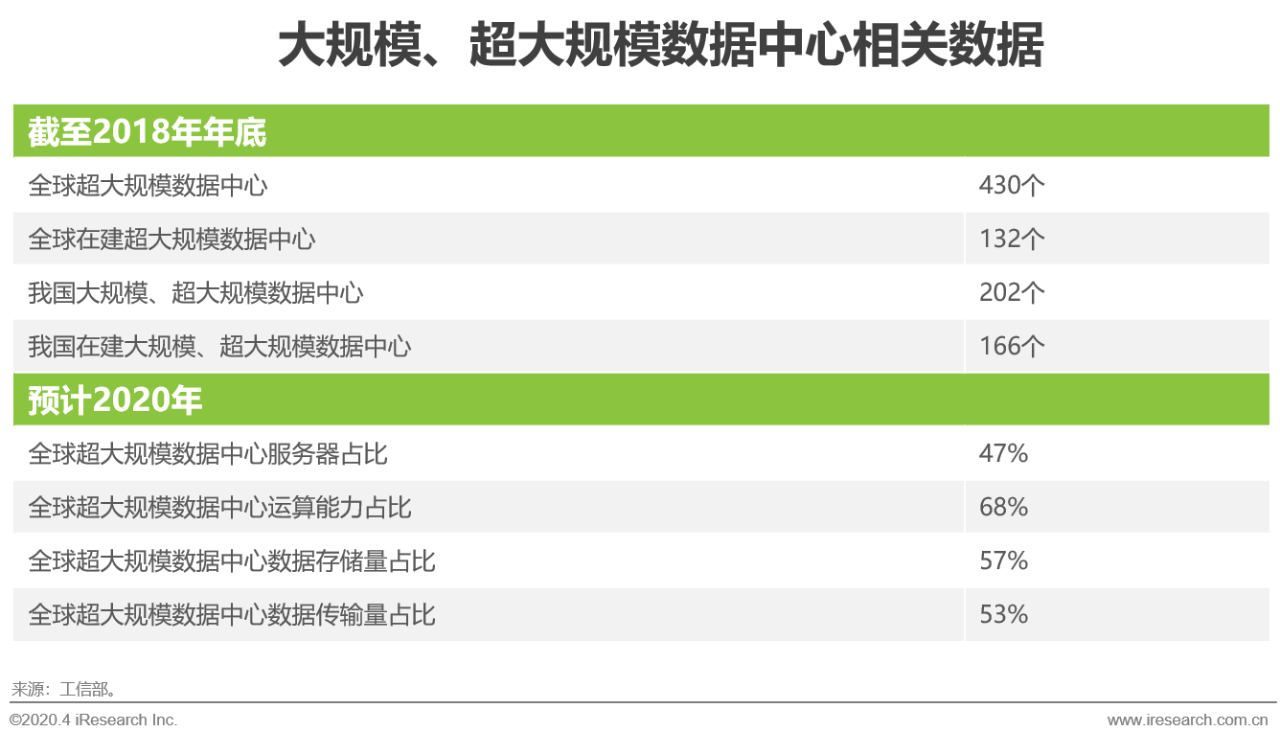 大规模、超大规模数据中心相关数据
截至2018年年底
全球超大规模数据中心 430个
全球在建超大规模数据中心 132个
我国大规模、超大规模数据中心 202个
我国在建大规模、超大规模数据中心 166个
预计2020年
全球超大规模数据中心服务器占比 47%
全球超大规模数据中心运算能力占比 68%
全球超大规模数据中心数据存储量占比 57%
全球超大规模数据中心数据传输量占比 53%
来源：工信部。
©2020.4 iResearch Inc. www.iresearch.com.cn